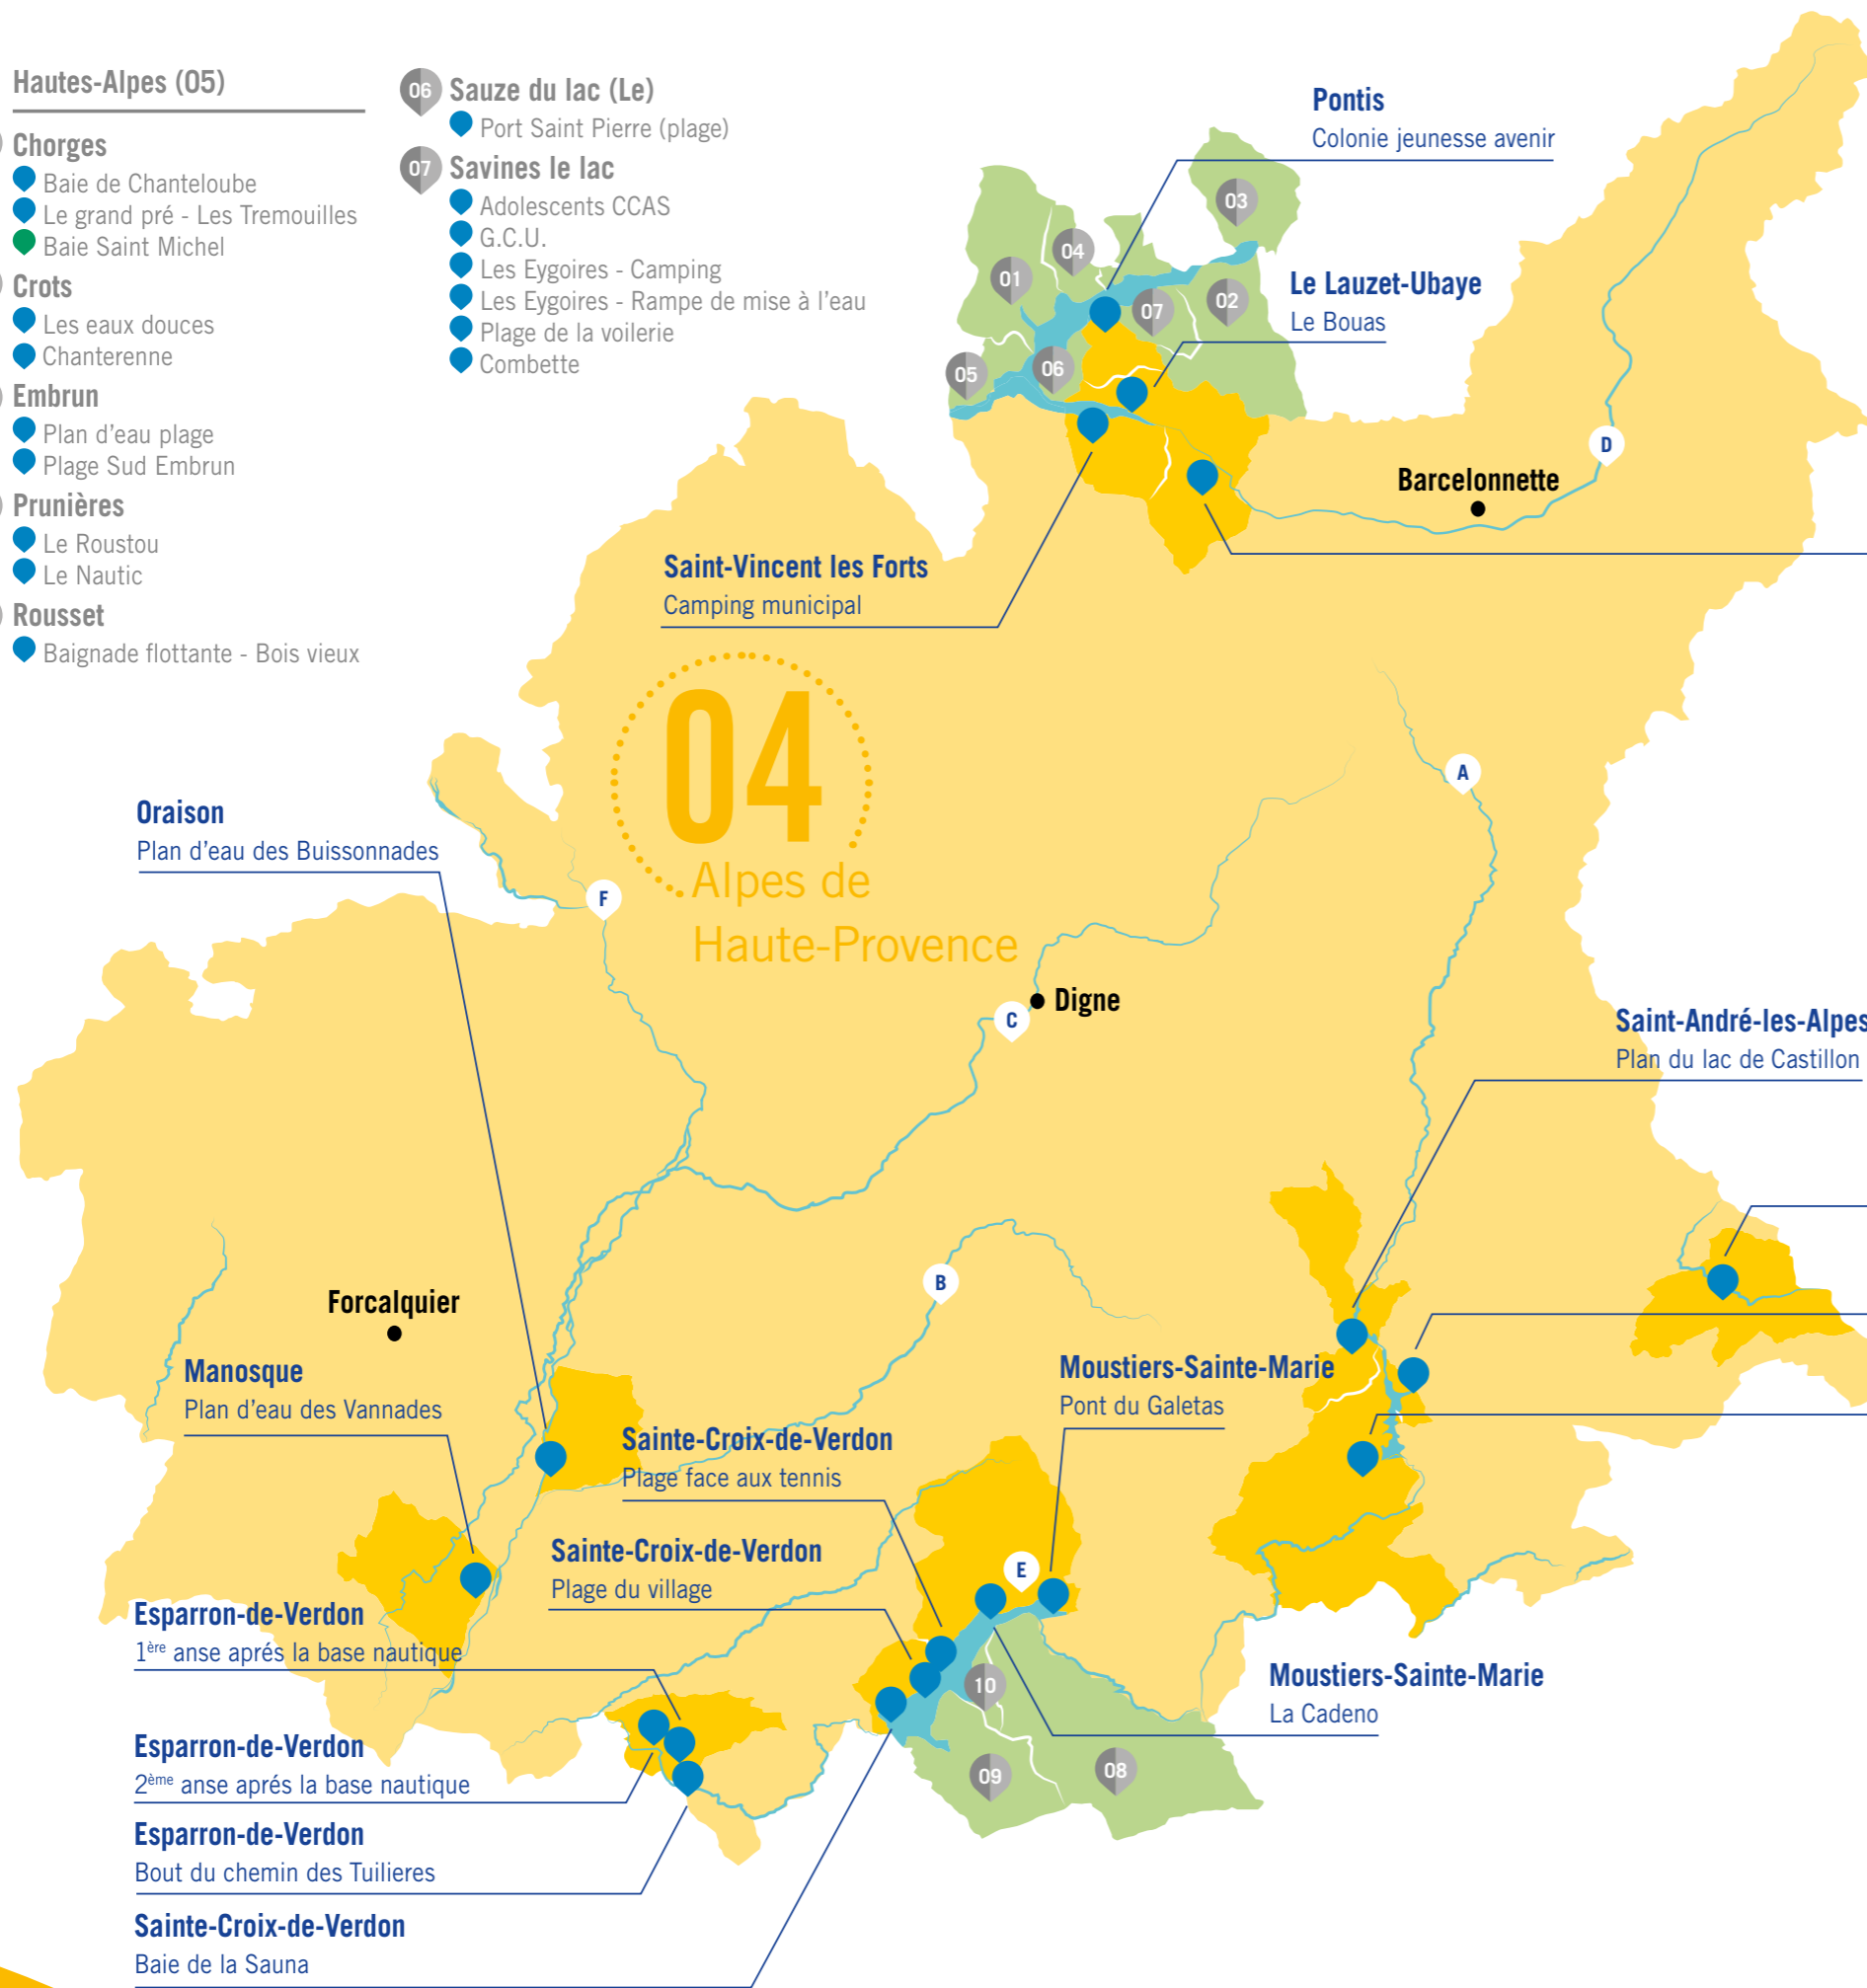 Hautes-Alpes (05)
Chorges
Baie de Chanteloube
Le grand pré - Les Tremouilles
Baie Saint Michel
Crots
Les eaux douces
Chanterenne
Embrun
Plan d'eau plage
Plage Sud Embrun
Prunières
Le Roustou
Le Nautic
Rousset
Baignade flottante - Bois vieux
06 Sauze du lac (Le)
Port Saint Pierre (plage)
07 Savines le lac
Adolescents CCAS
G.C.U.
Les Eygoires - Camping
Les Eygoires - Rampe de mise à l'eau
Plage de la voilerie
Combette
Pontis
Colonie jeunesse avenir
03
04
01
02
07
05
06
Le Lauzet-Ubaye
Le Bouas
D
Barcelonnette
Saint-Vincent les Forts
Camping municipal
04
Alpes de
Haute-Provence
A
Oraison
Plan d'eau des Buissonnades
F
Digne
C
Saint-André-les-Alpes
Plan du lac de Castillon
B
Forcalquier
Manosque
Plan d'eau des Vannades
Moustiers-Sainte-Marie
Pont du Galetas
Sainte-Croix-de-Verdon
Plage face aux tennis
Sainte-Croix-de-Verdon
Plage du village
E
Esparron-de-Verdon
1ère anse aprés la base nautique
10
Moustiers-Sainte-Marie
La Cadeno
Esparron-de-Verdon
2ème anse aprés la base nautique
09
08
Esparron-de-Verdon
Bout du chemin des Tuilieres
Sainte-Croix-de-Verdon
Baie de la Sauna